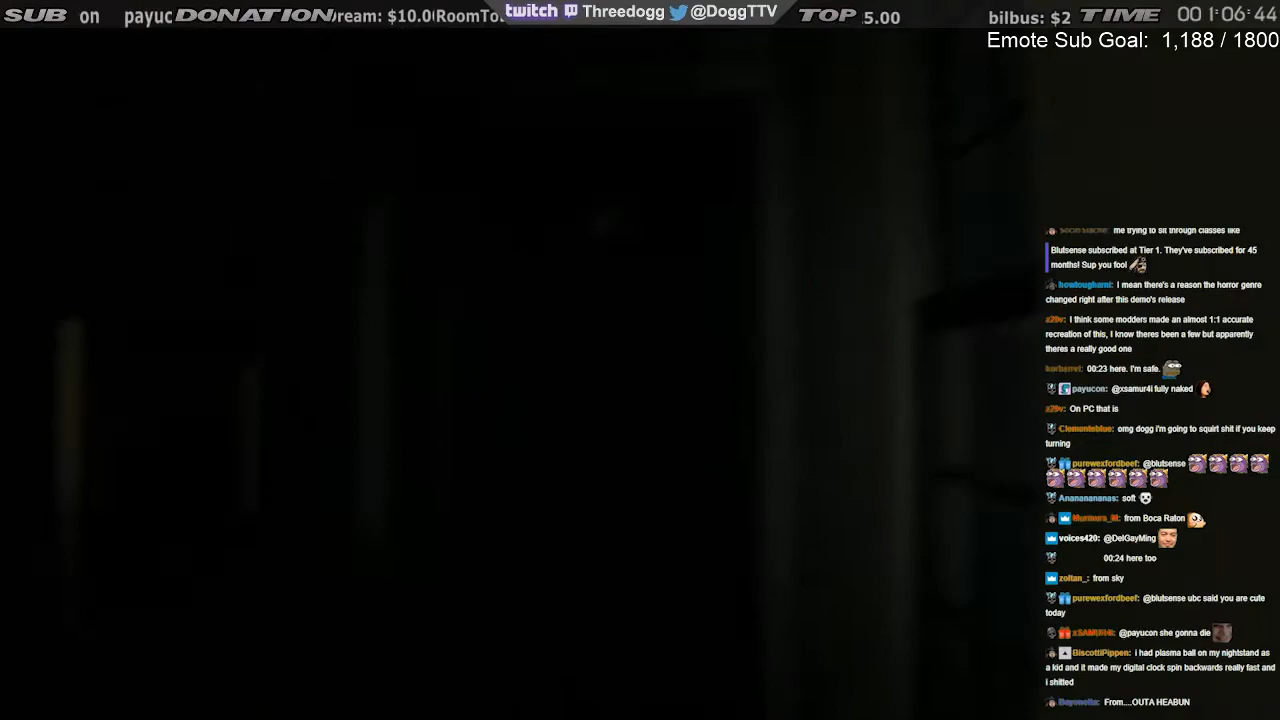 SUB on payuc DONATION ream: $10.0(RoomTo. twitch Threedogg @DoggTTV TOP 5.00 bilbus: $2 TIME 00 1:06:44
Emote Sub Goal: 1,188 / 1800
me trying to sit through classes like
Blutsense subscribed at Tier 1. They've subscribed for 45
months! Sup you fool
howtoughami: I mean there's a reason the horror genre
changed right after this demo's release
z29v: I think some modders made an almost 1:1 accurate
recreation of this, I know theres been a few but apparently
theres a really good one
00:23 here. I'm safe.
payucon: @xsamur4i fully naked
z29v: On PC that is
Clementeblue: omg dogg i'm going to squirt shit if you keep
turning
purewexfordbeef: @blutsense
Anananananas: soft
Murmura_M: from Boca Raton
voices420: @DelGayMing
00:24 here too
zoltan_: from sky
purewexfordbeef: @blutsense ubc said you are cute
today
xSAMUR4I: @payucon she gonna die
BiscottiPippen: i had plasma ball on my nightstand as
a kid and it made my digital clock spin backwards really fast and
i shitted
From....OUTA HEABUN